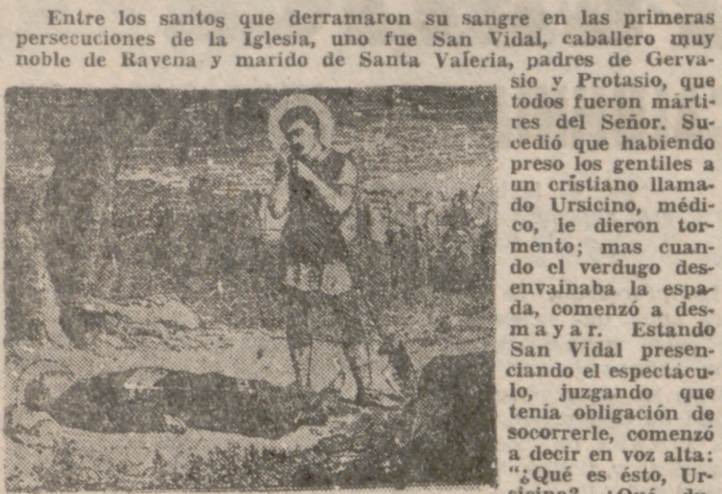 Entre los santos que derramaron su sangre en las primeras
persecuciones de la Iglesia, uno fue San Vidal, caballero muy
noble de Ravena y marido de Santa Valeria, padres de Gerva-
sio y Protasio, que
todos fueron márti-
res del Señor. Su-
cedió que habiendo
preso los gentiles a
un cristiano llama-
do Ursicino, médi-
co, le dieron tor-
mento; mas cuan-
do el verdugo des-
envainaba la espa-
da, comenzó a des-
mayar. Estando
San Vidal presen-
ciando el espectácu-
lo, juzgando que
tenía obligación de
socorrerle, comenzó
a decir en voz alta:
"¿Qué es ésto, Ur-